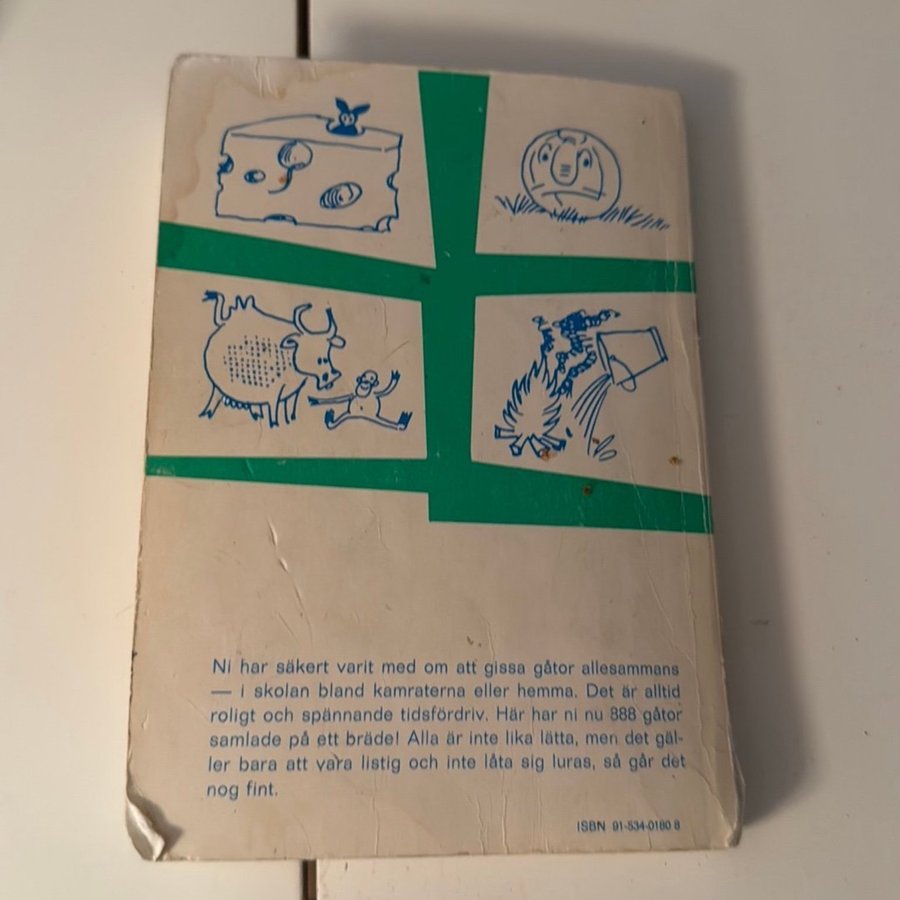 Ni har säkert varit med om att gissa gåtor allesammans
— i skolan bland kamraterna eller hemma. Det är alltid
roligt och spännande tidsfördriv. Här har ni nu 888 gåtor
samlade på ett bräde! Alla är inte lika lätta, men det gäl-
ler bara att vara listig och inte låta sig luras, så går det
nog fint.
ISBN 91-534-0180 8